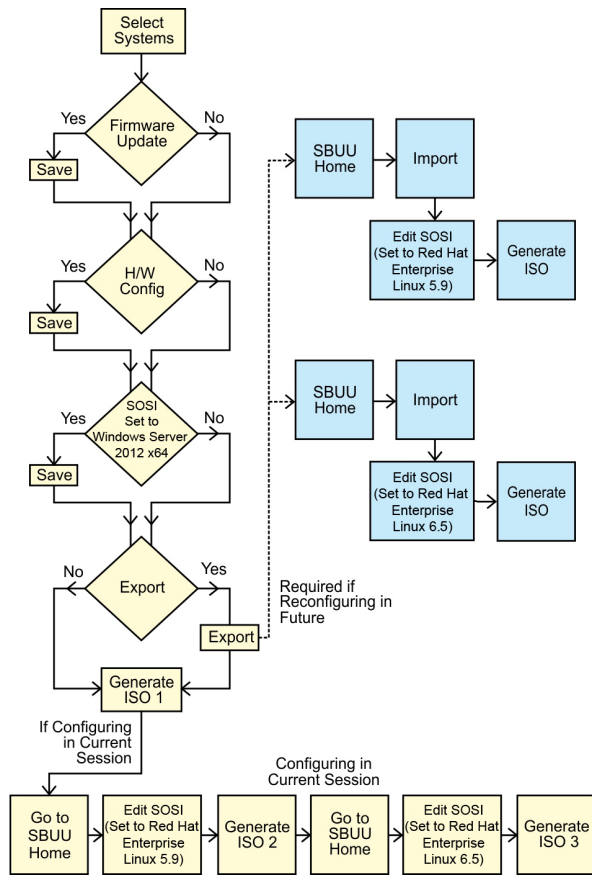 Select
Systems
Firmware
Update
Yes
No
Save
H/W
Config
Yes
No
Save
SOSI
Set to
Windows Server
2012 x64
Yes
No
Save
Export
No
Yes
Export
Required if
Reconfiguring in
Future
SBUU
Home
Import
Edit SOSI
(Set to Red Hat
Enterprise
Linux 5.9)
Generate
ISO
SBUU
Home
Import
Edit SOSI
(Set to Red Hat
Enterprise
Linux 6.5)
Generate
ISO
Generate
ISO 1
If Configuring
in Current
Session
Configuring in
Current Session
Go to
SBUU
Home
Edit SOSI
(Set to Red Hat
Enterprise
Linux 5.9)
Generate
ISO 2
Go to
SBUU
Home
Edit SOSI
(Set to Red Hat
Enterprise
Linux 6.5)
Generate
ISO 3